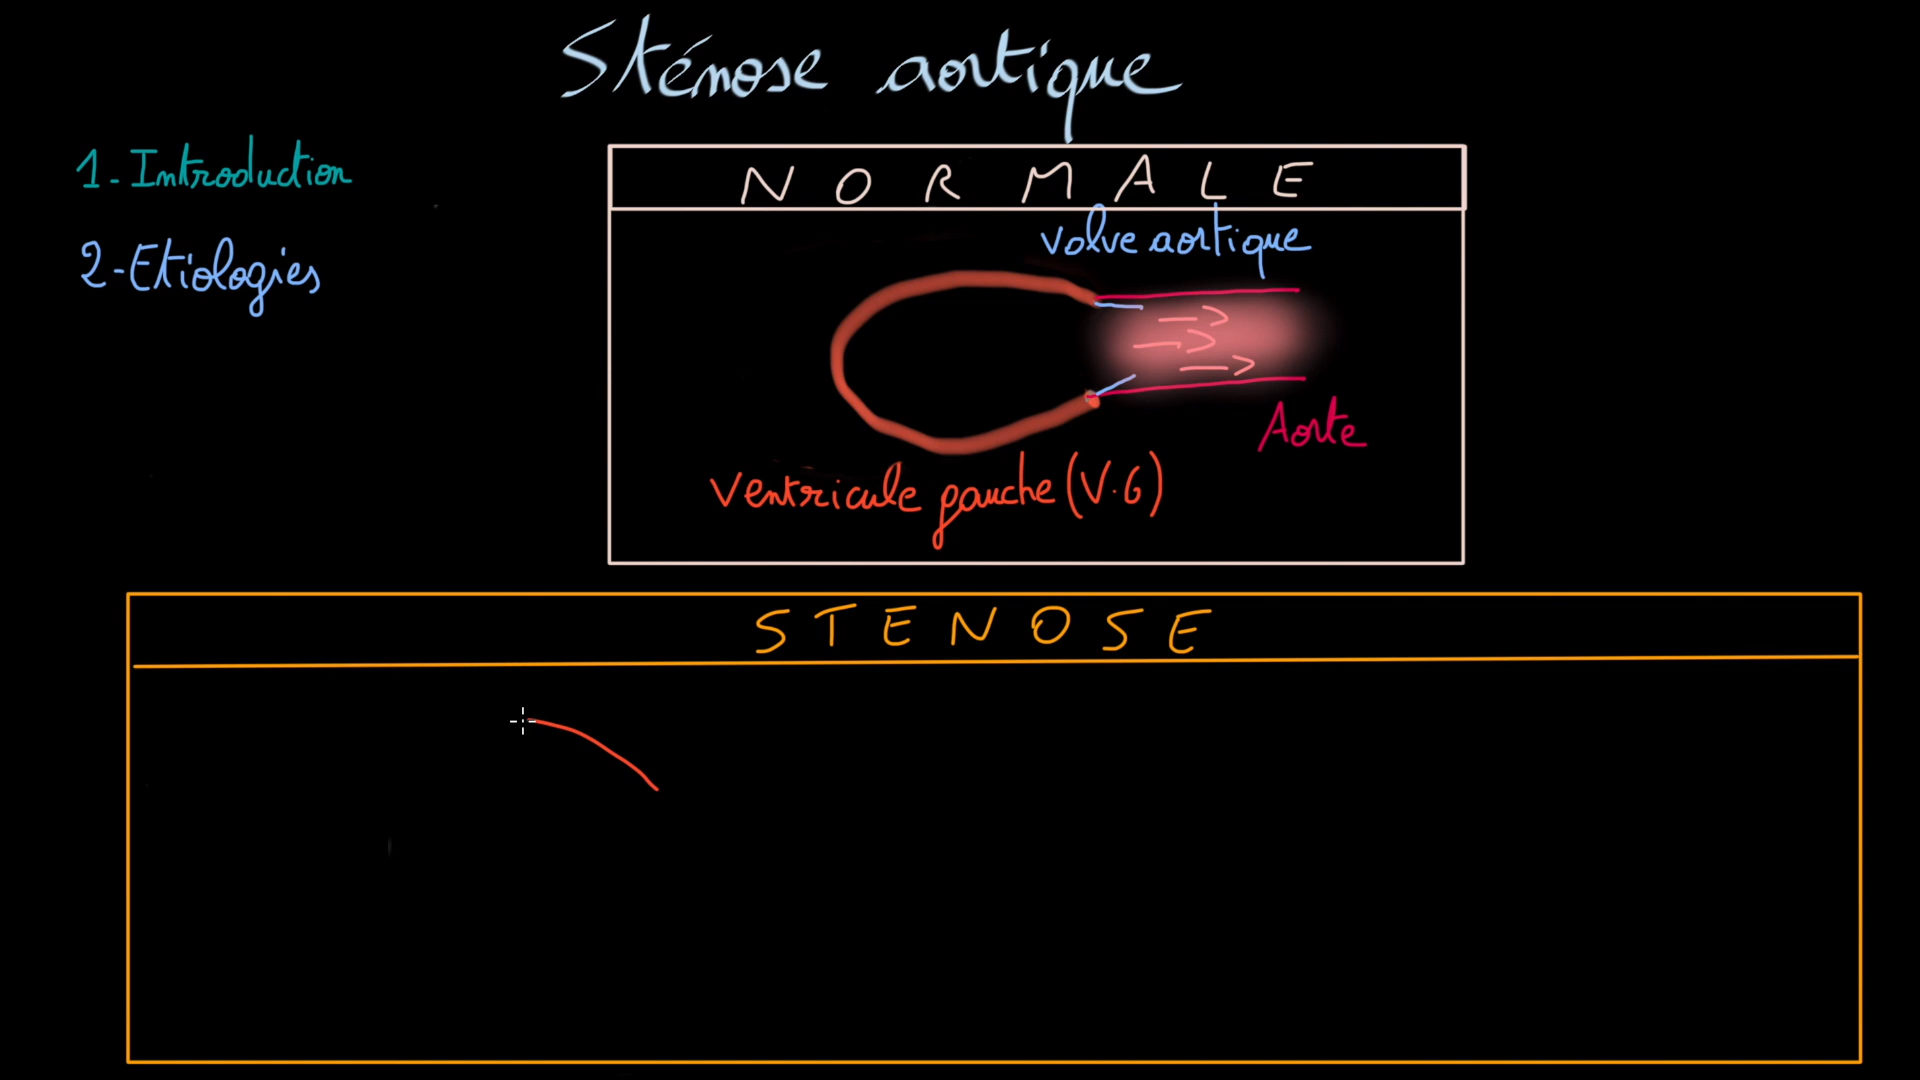 Sténose aortique
1-Introduction
2-Etiologies
NORMALE
Valve aortique
Aorte
Ventricule gauche (V.G)
STENOSE